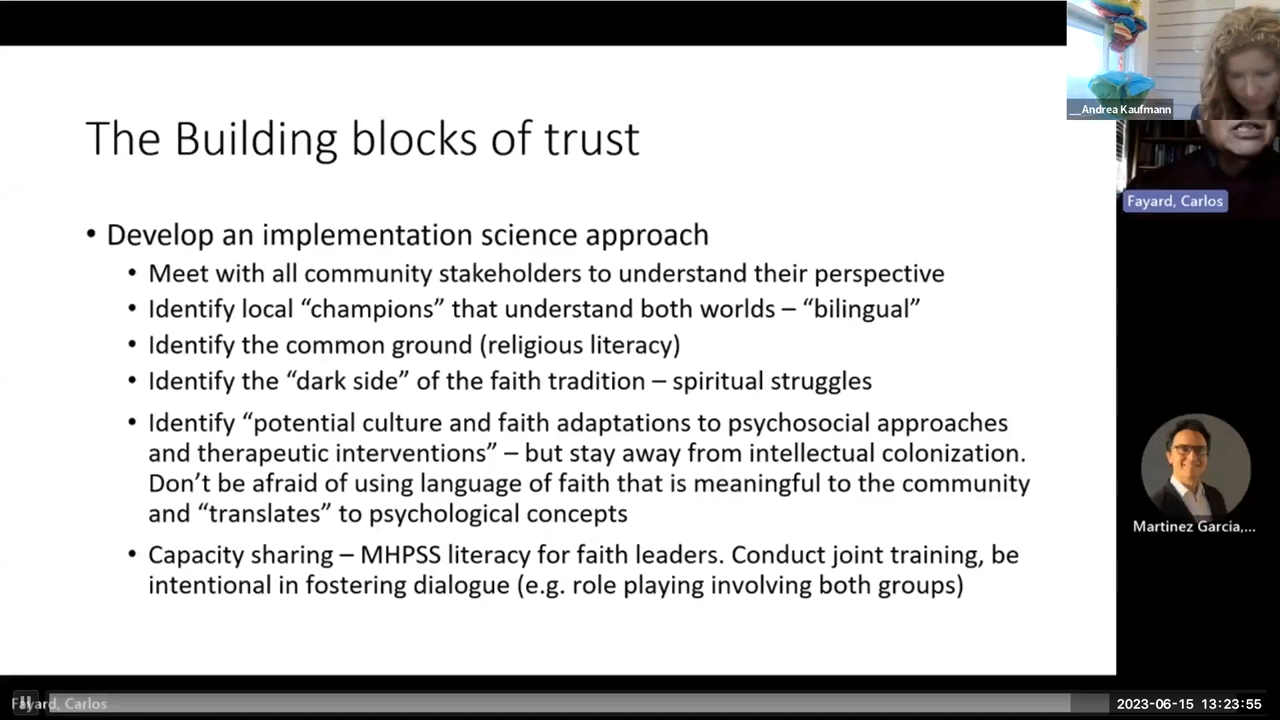 __Andrea Kaufmann
The Building blocks of trust
Fayard, Carlos
• Develop an implementation science approach
• Meet with all community stakeholders to understand their perspective
• Identify local “champions” that understand both worlds – “bilingual”
• Identify the common ground (religious literacy)
• Identify the “dark side” of the faith tradition – spiritual struggles
• Identify “potential culture and faith adaptations to psychosocial approaches
and therapeutic interventions” – but stay away from intellectual colonization.
Don’t be afraid of using language of faith that is meaningful to the community
and “translates” to psychological concepts
Martinez Garcia,...
• Capacity sharing – MHPSS literacy for faith leaders. Conduct joint training, be
intentional in fostering dialogue (e.g. role playing involving both groups)
Fayard, Carlos
2023-06-15 13:23:55